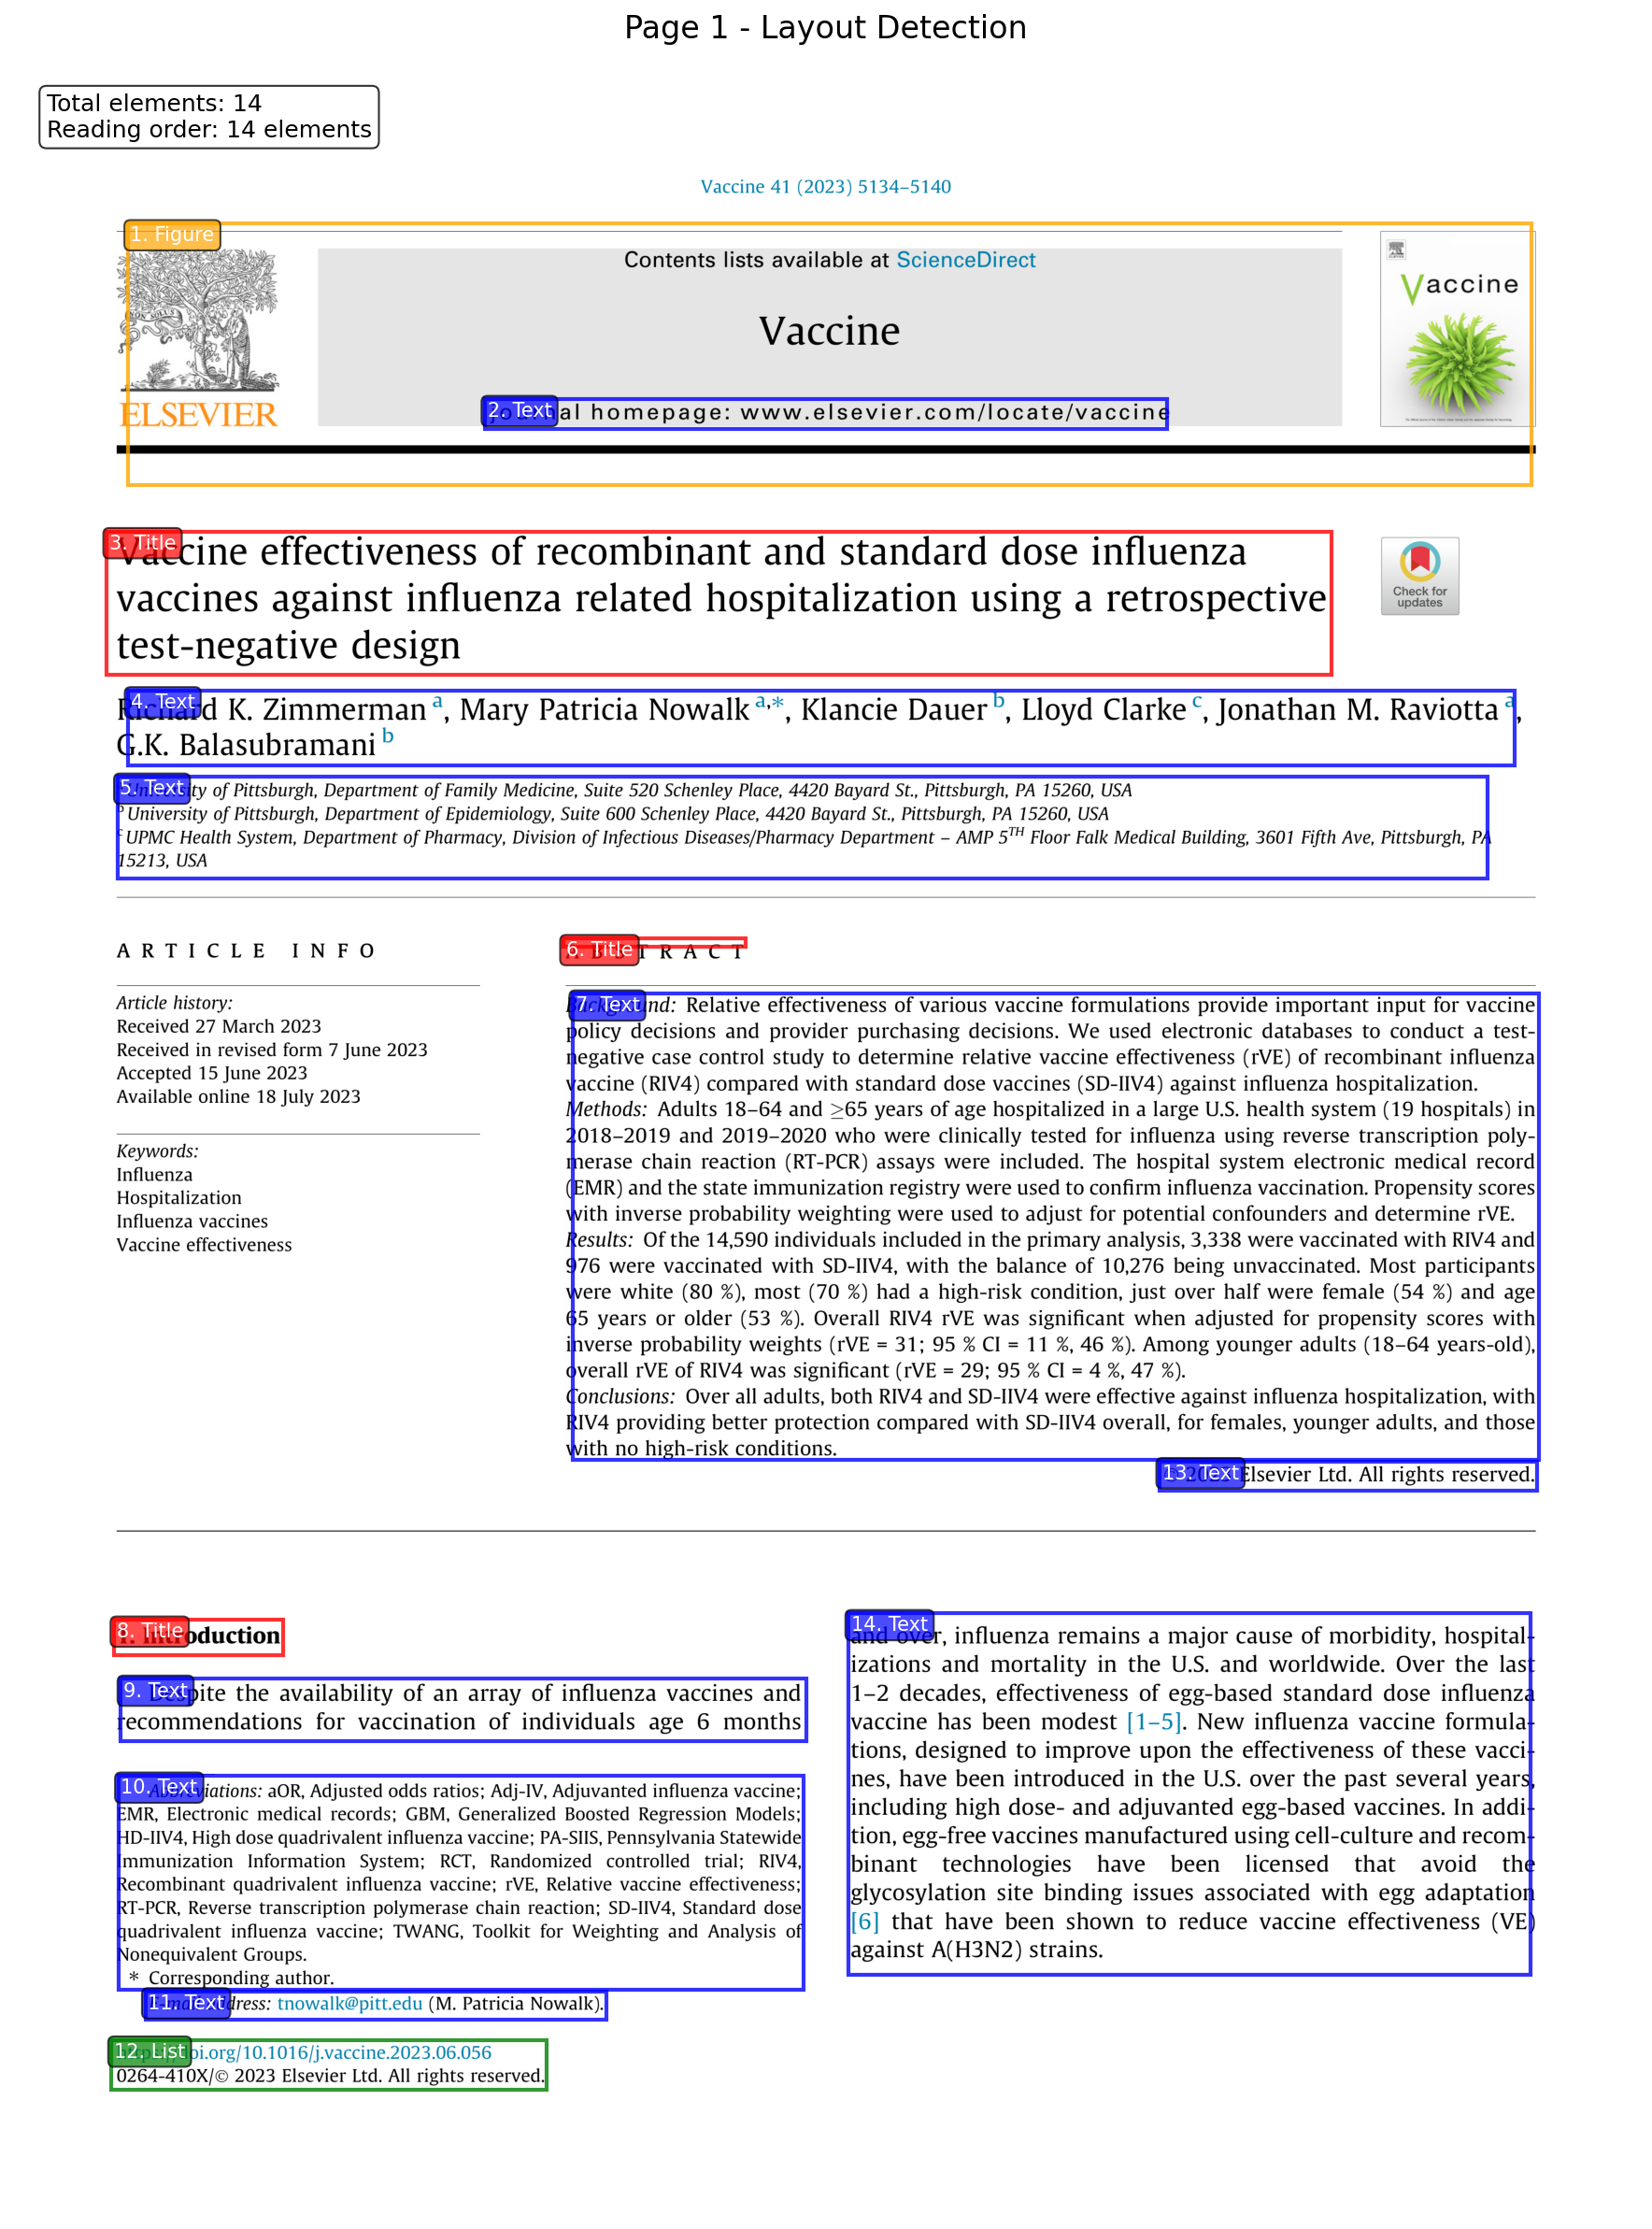 Page 1 - Layout Detection
Total elements: 14
Reading order: 14 elements
Vaccine 41 (2023) 5134–5140
1. Figure
NON SOLUS
ELSEVIER
Contents lists available at ScienceDirect
Vaccine
2. Text
journal homepage: www.elsevier.com/locate/vaccine
Vaccine
3. Title
Vaccine effectiveness of recombinant and standard dose influenza
vaccines against influenza related hospitalization using a retrospective
test-negative design
Check for
updates
4. Text
Richard K. Zimmerman a, Mary Patricia Nowalk a,*, Klancie Dauer b, Lloyd Clarke c, Jonathan M. Raviotta a,
G.K. Balasubramani b
5. Text
University of Pittsburgh, Department of Family Medicine, Suite 520 Schenley Place, 4420 Bayard St., Pittsburgh, PA 15260, USA
b University of Pittsburgh, Department of Epidemiology, Suite 600 Schenley Place, 4420 Bayard St., Pittsburgh, PA 15260, USA
c UPMC Health System, Department of Pharmacy, Division of Infectious Diseases/Pharmacy Department – AMP 5TH Floor Falk Medical Building, 3601 Fifth Ave, Pittsburgh, PA
15213, USA
ARTICLE INFO
Article history:
Received 27 March 2023
Received in revised form 7 June 2023
Accepted 15 June 2023
Available online 18 July 2023
Keywords:
Influenza
Hospitalization
Influenza vaccines
Vaccine effectiveness
6. Title
ABSTRACT
7. Text
Background: Relative effectiveness of various vaccine formulations provide important input for vaccine
policy decisions and provider purchasing decisions. We used electronic databases to conduct a test-
negative case control study to determine relative vaccine effectiveness (rVE) of recombinant influenza
vaccine (RIV4) compared with standard dose vaccines (SD-IIV4) against influenza hospitalization.
Methods: Adults 18–64 and ≥65 years of age hospitalized in a large U.S. health system (19 hospitals) in
2018–2019 and 2019–2020 who were clinically tested for influenza using reverse transcription poly-
merase chain reaction (RT-PCR) assays were included. The hospital system electronic medical record
(EMR) and the state immunization registry were used to confirm influenza vaccination. Propensity scores
with inverse probability weighting were used to adjust for potential confounders and determine rVE.
Results: Of the 14,590 individuals included in the primary analysis, 3,338 were vaccinated with RIV4 and
976 were vaccinated with SD-IIV4, with the balance of 10,276 being unvaccinated. Most participants
were white (80 %), most (70 %) had a high-risk condition, just over half were female (54 %) and age
65 years or older (53 %). Overall RIV4 rVE was significant when adjusted for propensity scores with
inverse probability weights (rVE = 31; 95 % CI = 11 %, 46 %). Among younger adults (18–64 years-old),
overall rVE of RIV4 was significant (rVE = 29; 95 % CI = 4 %, 47 %).
Conclusions: Over all adults, both RIV4 and SD-IIV4 were effective against influenza hospitalization, with
RIV4 providing better protection compared with SD-IIV4 overall, for females, younger adults, and those
with no high-risk conditions.
13. Text
© 2023 Elsevier Ltd. All rights reserved.
8. Title
1. Introduction
9. Text
Despite the availability of an array of influenza vaccines and
recommendations for vaccination of individuals age 6 months
10. Text
Abbreviations: aOR, Adjusted odds ratios; Adj-IV, Adjuvanted influenza vaccine;
EMR, Electronic medical records; GBM, Generalized Boosted Regression Models;
HD-IIV4, High dose quadrivalent influenza vaccine; PA-SIIS, Pennsylvania Statewide
Immunization Information System; RCT, Randomized controlled trial; RIV4,
Recombinant quadrivalent influenza vaccine; rVE, Relative vaccine effectiveness;
RT-PCR, Reverse transcription polymerase chain reaction; SD-IIV4, Standard dose
quadrivalent influenza vaccine; TWANG, Toolkit for Weighting and Analysis of
Nonequivalent Groups.
* Corresponding author.
11. Text
E-mail address: tnowalk@pitt.edu (M. Patricia Nowalk).
12. List
https://doi.org/10.1016/j.vaccine.2023.06.056
0264-410X/© 2023 Elsevier Ltd. All rights reserved.
14. Text
and over, influenza remains a major cause of morbidity, hospital-
izations and mortality in the U.S. and worldwide. Over the last
1–2 decades, effectiveness of egg-based standard dose influenza
vaccine has been modest [1–5]. New influenza vaccine formula-
tions, designed to improve upon the effectiveness of these vacci-
nes, have been introduced in the U.S. over the past several years,
including high dose- and adjuvanted egg-based vaccines. In addi-
tion, egg-free vaccines manufactured using cell-culture and recom-
binant technologies have been licensed that avoid the
glycosylation site binding issues associated with egg adaptation
[6] that have been shown to reduce vaccine effectiveness (VE)
against A(H3N2) strains.